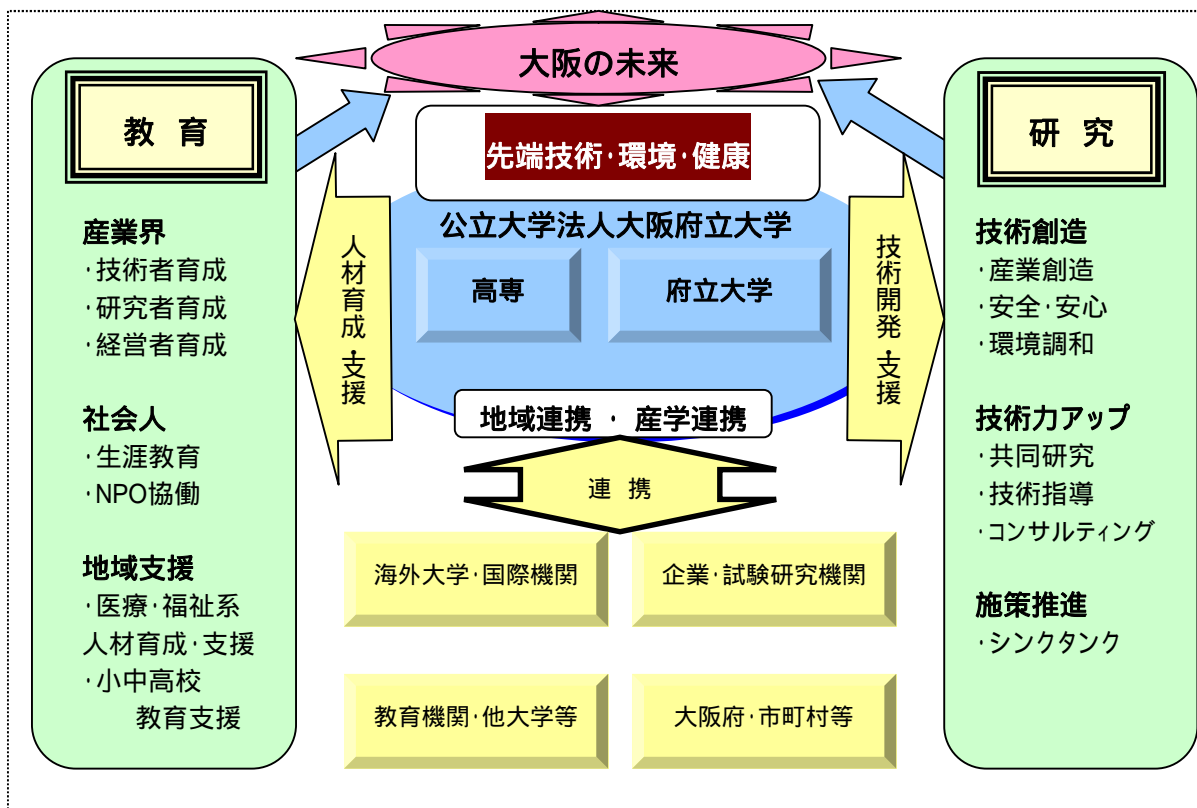 大阪の未来
教 育
産業界
･技術者育成
･研究者育成
･経営者育成
社会人
･生涯教育
･NPO協働
地域支援
･医療･福祉系
人材育成･支援
･小中高校
教育支援
人材育成･支援
先端技術･環境･健康
公立大学法人大阪府立大学
高専
府立大学
地域連携 ･ 産学連携
連 携
海外大学･国際機関
企業･試験研究機関
教育機関･他大学等
大阪府･市町村等
技術開発･支援
研 究
技術創造
･産業創造
･安全･安心
･環境調和
技術力アップ
･共同研究
･技術指導
･コンサルティング
施策推進
･シンクタンク